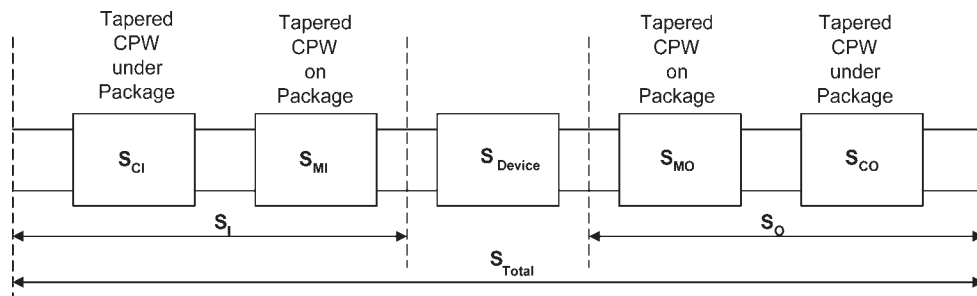 Tapered
CPW
under
Package
Tapered
CPW
on
Package
Tapered
CPW
on
Package
Tapered
CPW
under
Package
S_CI
S_MI
S_Device
S_MO
S_CO
S_I
S_O
S_Total